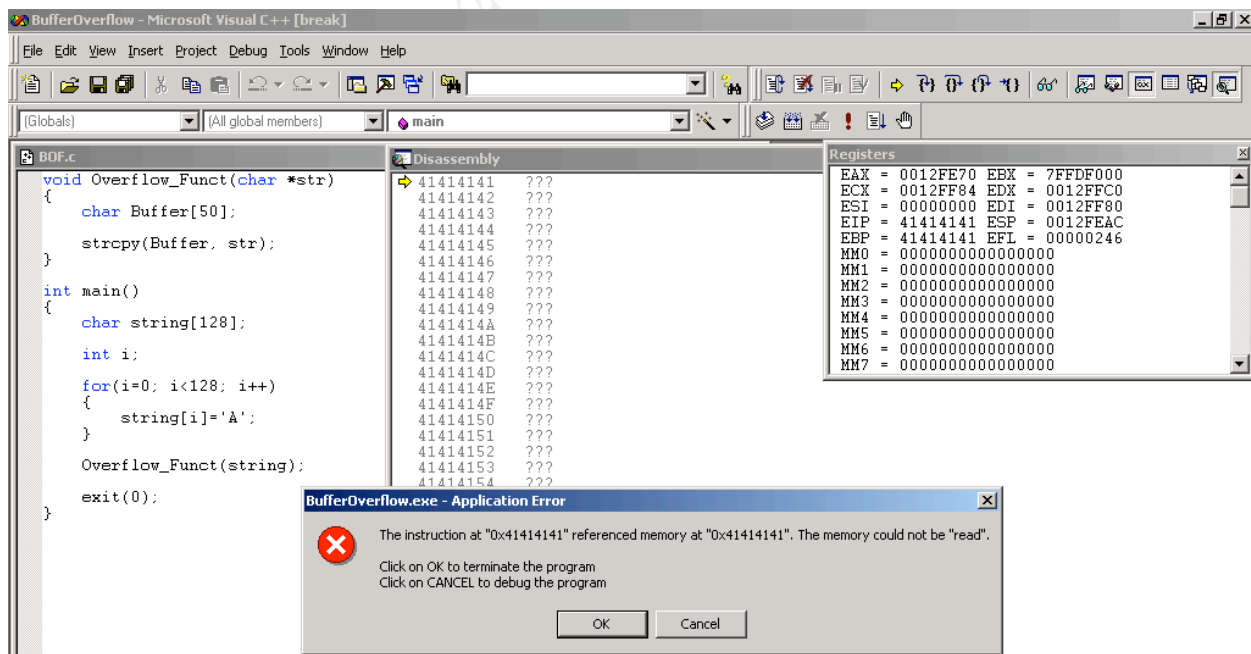 BufferOverflow - Microsoft Visual C++ [break]
File Edit View Insert Project Debug Tools Window Help
(Globals) (All global members) main
BOF.c
void Overflow_Funct(char *str)
{
    char Buffer[50];
    strcpy(Buffer, str);
}
int main()
{
    char string[128];
    int i;
    for(i=0; i<128; i++)
    {
        string[i]='A';
    }
    Overflow_Funct(string);
    exit(0);
}
Disassembly
41414141 ???
41414142 ???
41414143 ???
41414144 ???
41414145 ???
41414146 ???
41414147 ???
41414148 ???
41414149 ???
4141414A ???
4141414B ???
4141414C ???
4141414D ???
4141414E ???
4141414F ???
41414150 ???
41414151 ???
41414152 ???
41414153 ???
41414154 ???
Registers
EAX = 0012FE70 EBX = 7FFDF000
ECX = 0012FF84 EDX = 0012FFC0
ESI = 00000000 EDI = 0012FF80
EIP = 41414141 ESP = 0012FEAC
EBP = 41414141 EFL = 00000246
MM0 = 0000000000000000
MM1 = 0000000000000000
MM2 = 0000000000000000
MM3 = 0000000000000000
MM4 = 0000000000000000
MM5 = 0000000000000000
MM6 = 0000000000000000
MM7 = 0000000000000000
BufferOverflow.exe - Application Error
The instruction at "0x41414141" referenced memory at "0x41414141". The memory could not be "read".
Click on OK to terminate the program
Click on CANCEL to debug the program
OK Cancel